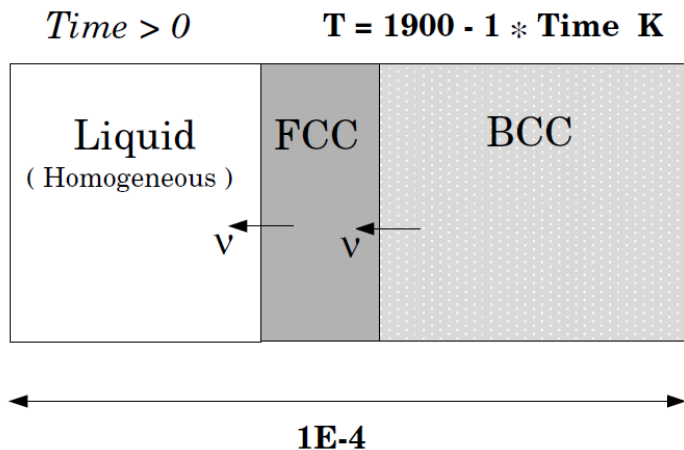 Time > 0
T = 1900 - 1 * Time K
Liquid
( Homogeneous )
FCC
BCC
ν
ν
1E-4